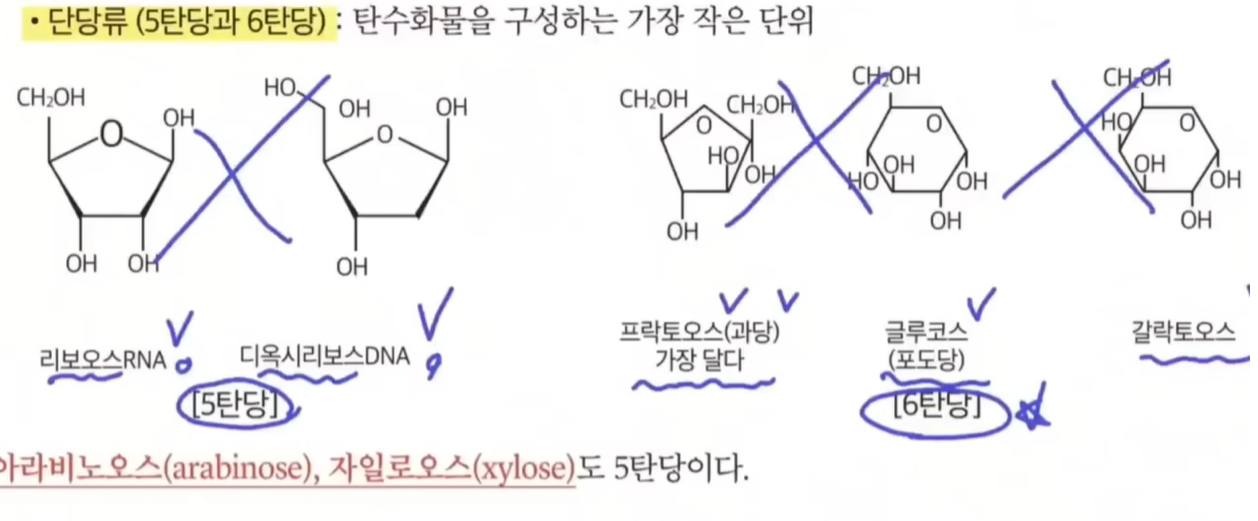 • 단당류 (5탄당과 6탄당) : 탄수화물을 구성하는 가장 작은 단위
CH₂OH
OH
O
OH
OH
HO
OH
OH
O
OH
CH₂OH
CH₂OH
O
HO
OH
OH
CH₂OH
O
OH
HO
OH
OH
CH₂OH
HO
O
OH
OH
OH
리보오스RNA
디옥시리보스DNA
[5탄당]
프락토오스(과당)
가장 달다
글루코스
(포도당)
[6탄당]
갈락토오스
아라비노오스(arabinose), 자일로오스(xylose)도 5탄당이다.